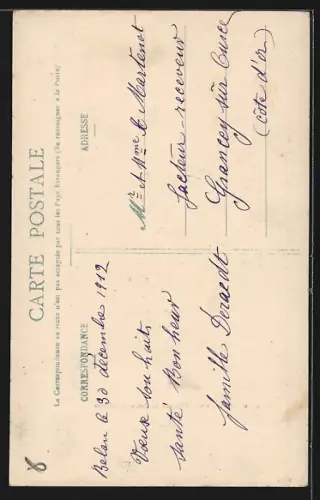 CARTE POSTALE
La Correspondance au recto n'est pas acceptée par tous les Pays Etrangers (Se renseigner à la Poste)
CORRESPONDANCE
ADRESSE
Belan le 30 décembre 1912
Vœux souhaits
santé Bonheur
famille
Mr et Mme E Martenot
facteur-receveur
Grancey sur Ource
(Côte d'or)
8